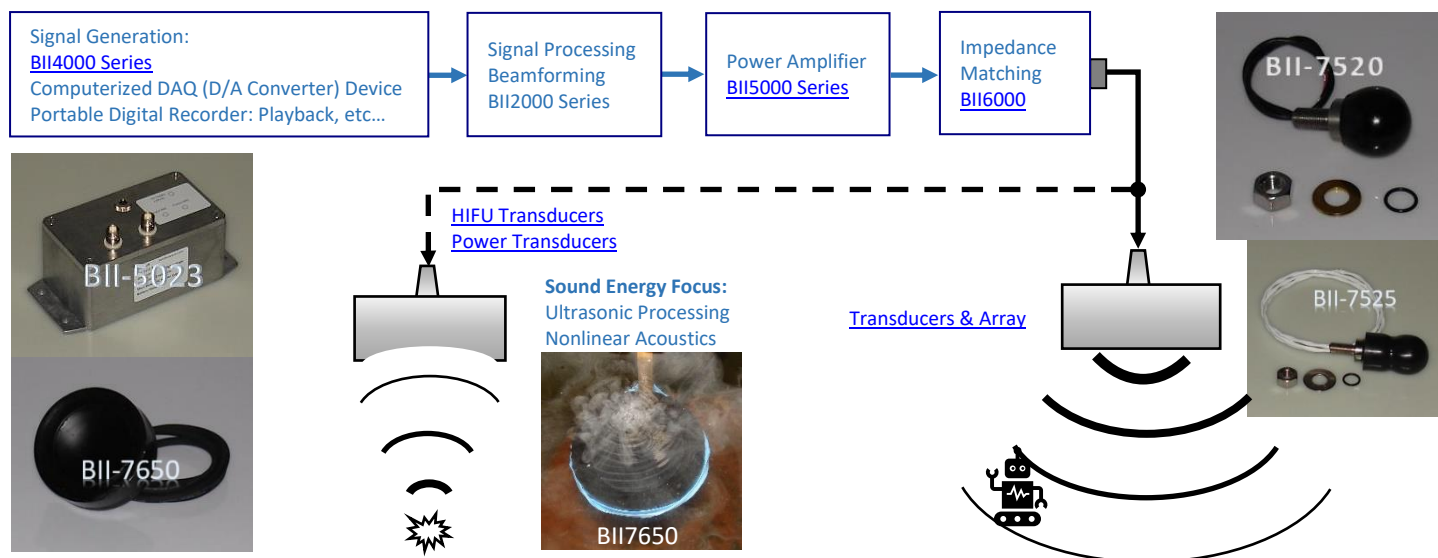 Signal Generation:
BII4000 Series
Computerized DAQ (D/A Converter) Device
Portable Digital Recorder: Playback, etc...
Signal Processing
Beamforming
BII2000 Series
Power Amplifier
BII5000 Series
Impedance
Matching
BII6000
BII-7520
BII-5023
HIFU Transducers
Power Transducers
Sound Energy Focus:
Ultrasonic Processing
Nonlinear Acoustics
Transducers & Array
BII-7525
BII-7650
BII7650